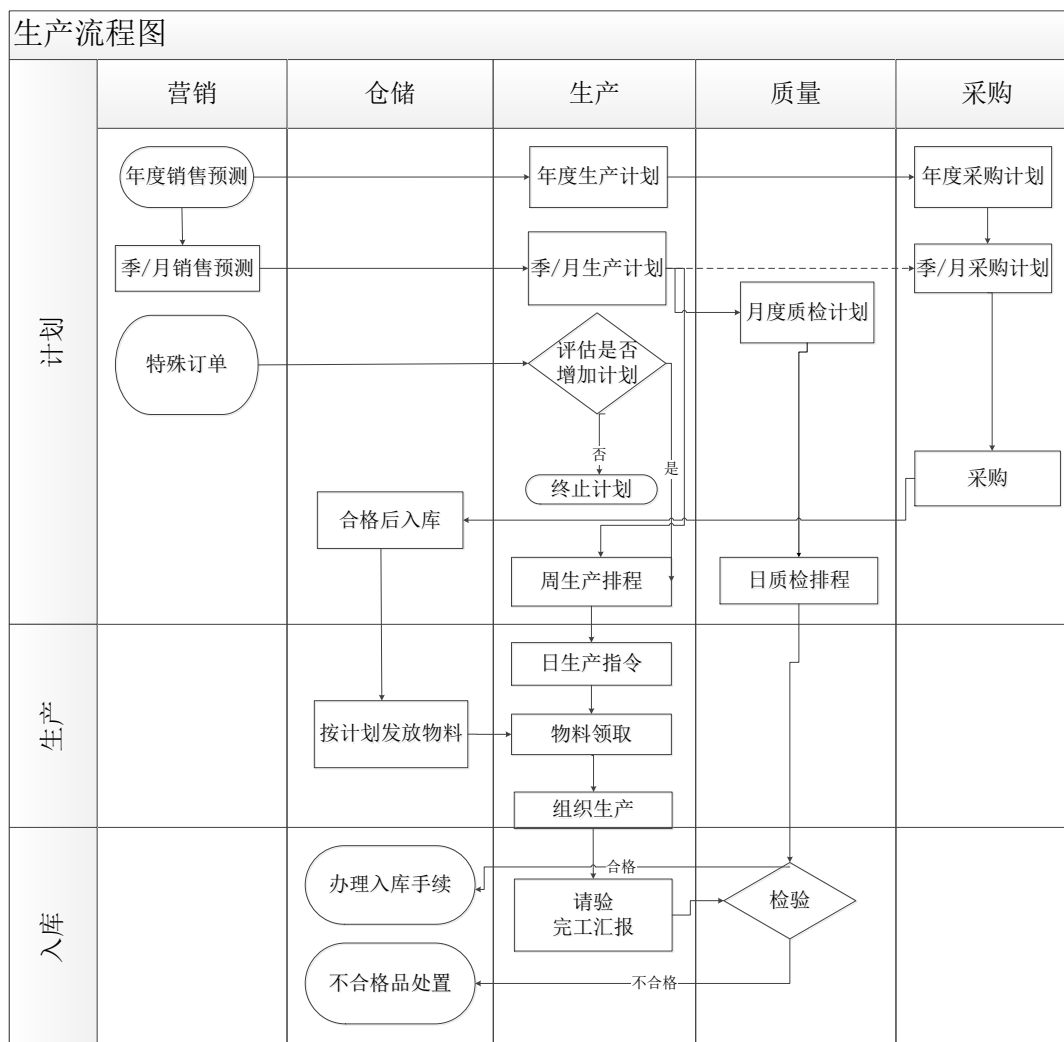 生产流程图
营销
仓储
生产
质量
采购
计划
年度销售预测
年度生产计划
年度采购计划
季/月销售预测
季/月生产计划
季/月采购计划
月度质检计划
特殊订单
评估是否
增加计划
否
是
终止计划
采购
合格后入库
周生产排程
日质检排程
生产
日生产指令
按计划发放物料
物料领取
组织生产
入库
合格
办理入库手续
请验
完工汇报
检验
不合格品处置
不合格